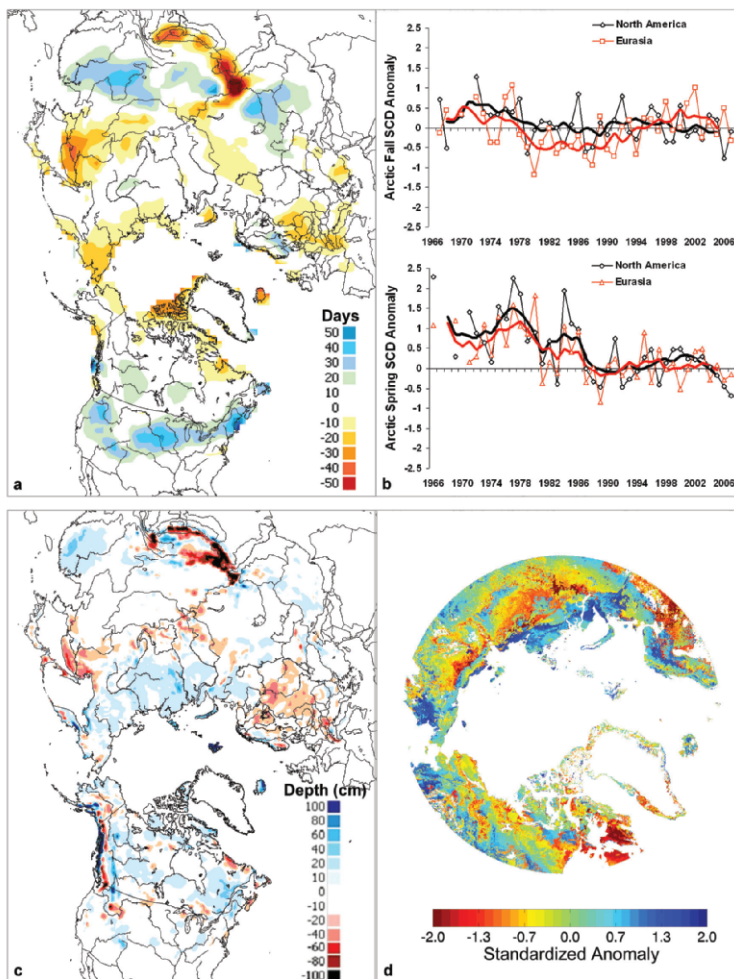 Days
50
40
30
20
10
0
-10
-20
-30
-40
-50
a
Arctic Fall SCD Anomaly
North America
Eurasia
2.5
2
1.5
1
0.5
0
0.5
1
1.5
2
2.5
1966 1970 1974 1978 1982 1986 1990 1994 1998 2002 2006
Arctic Spring SCD Anomaly
North America
Eurasia
2.5
2
1.5
1
0.5
0
0.5
1
1.5
2
2.5
1966 1970 1974 1978 1982 1986 1990 1994 1998 2002 2006
b
Depth (cm)
100
80
60
40
20
10
0
-10
-20
-40
-60
-80
-100
c
-2.0 -1.3 -0.7 0.0 0.7 1.3 2.0
Standardized Anomaly
d